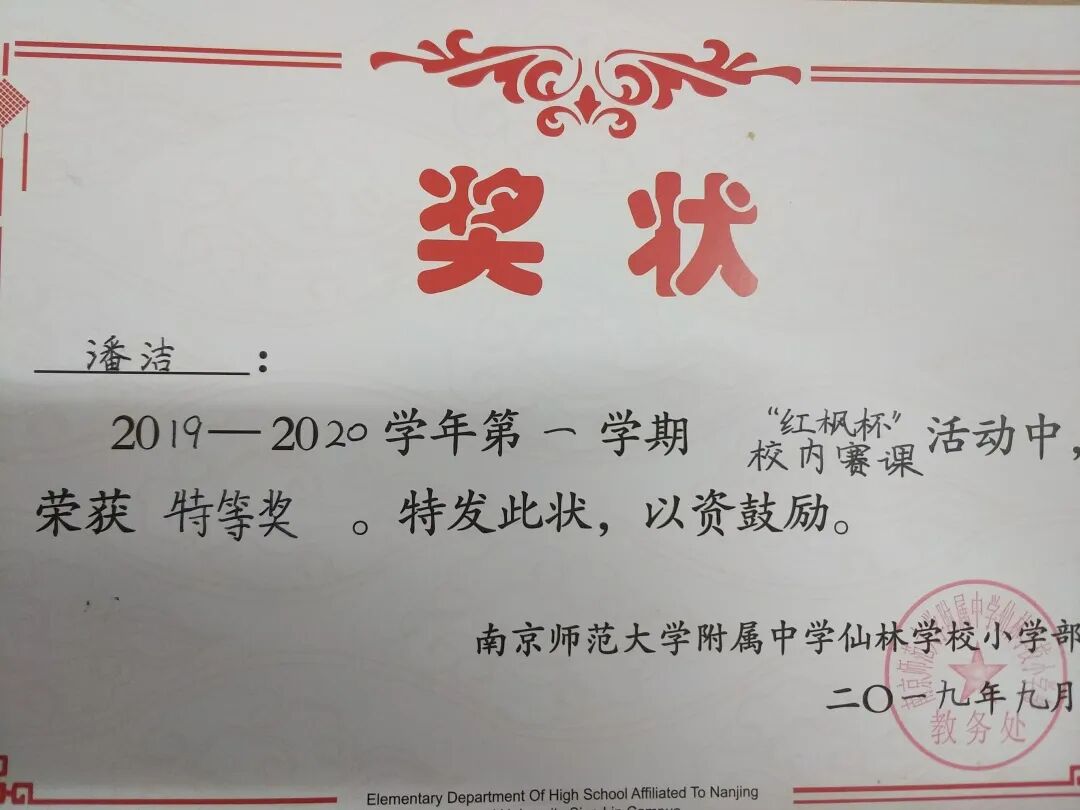 奖状
潘洁：
2019—2020学年第一学期 “红枫杯”校内赛课 活动中，
荣获 特等奖 。特发此状，以资鼓励。
南京师范大学附属中学仙林学校小学部
二〇一九年九月
教务处
Elementary Department Of High School Affiliated To Nanjing